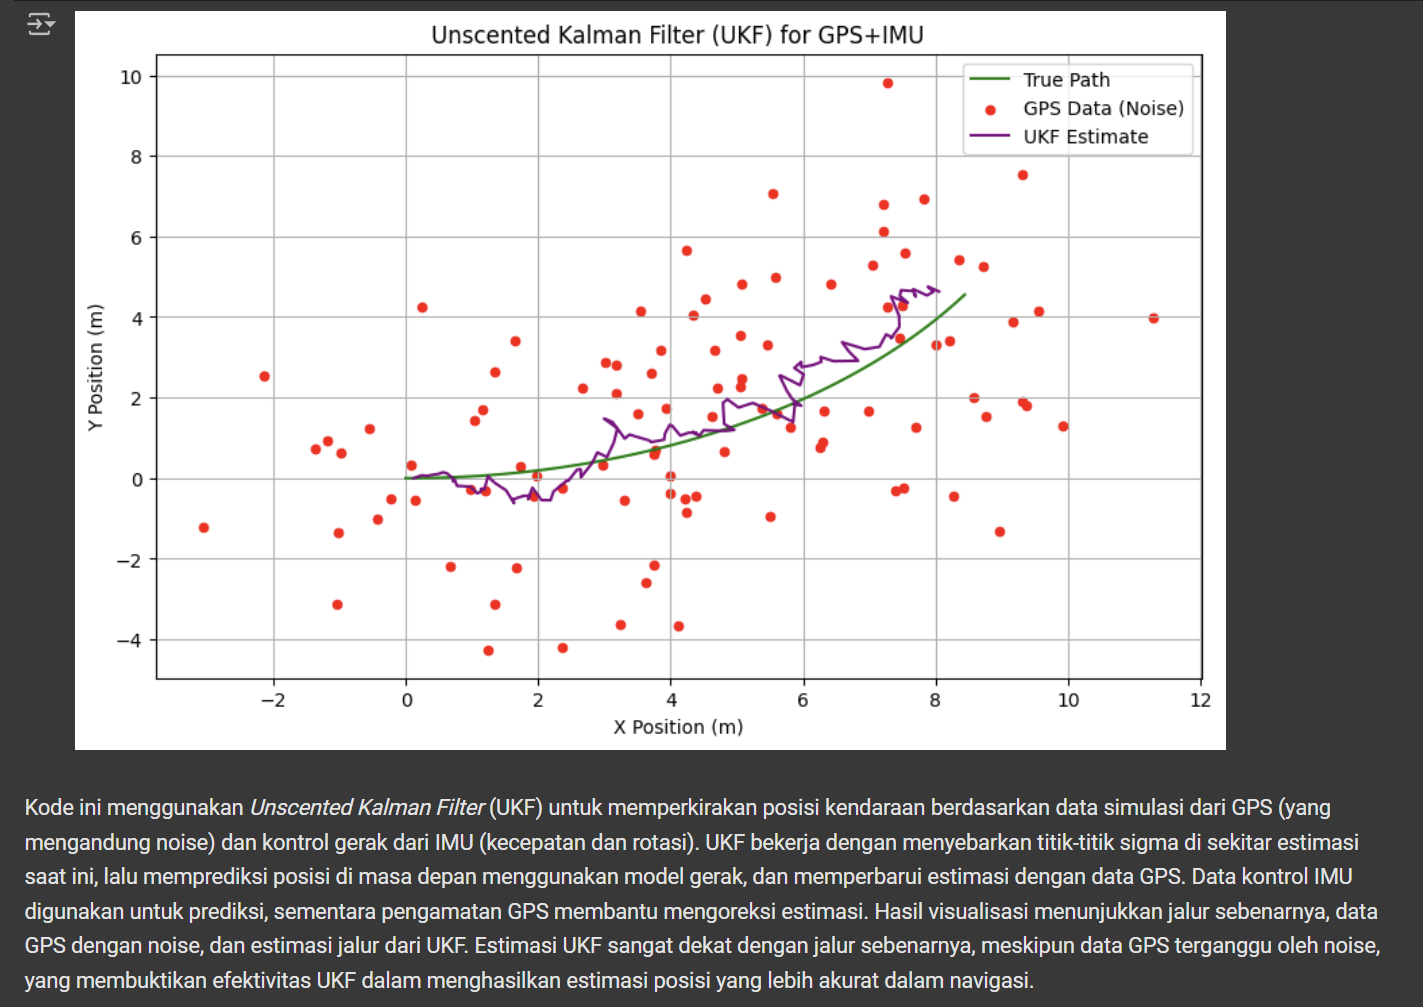 Unscented Kalman Filter (UKF) for GPS+IMU
True Path
GPS Data (Noise)
UKF Estimate
Y Position (m)
10
8
6
4
2
0
−2
−4
−2
0
2
4
6
8
10
12
X Position (m)
Kode ini menggunakan Unscented Kalman Filter (UKF) untuk memperkirakan posisi kendaraan berdasarkan data simulasi dari GPS (yang
mengandung noise) dan kontrol gerak dari IMU (kecepatan dan rotasi). UKF bekerja dengan menyebarkan titik-titik sigma di sekitar estimasi
saat ini, lalu memprediksi posisi di masa depan menggunakan model gerak, dan memperbarui estimasi dengan data GPS. Data kontrol IMU
digunakan untuk prediksi, sementara pengamatan GPS membantu mengoreksi estimasi. Hasil visualisasi menunjukkan jalur sebenarnya, data
GPS dengan noise, dan estimasi jalur dari UKF. Estimasi UKF sangat dekat dengan jalur sebenarnya, meskipun data GPS terganggu oleh noise,
yang membuktikan efektivitas UKF dalam menghasilkan estimasi posisi yang lebih akurat dalam navigasi.